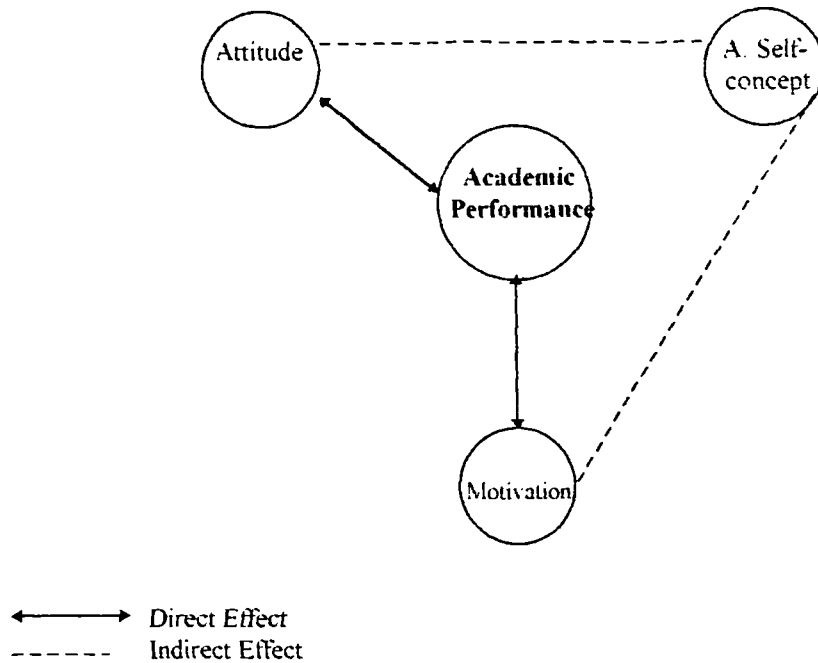 Attitude
A. Self-
concept
Academic
Performance
Motivation
Direct Effect
Indirect Effect